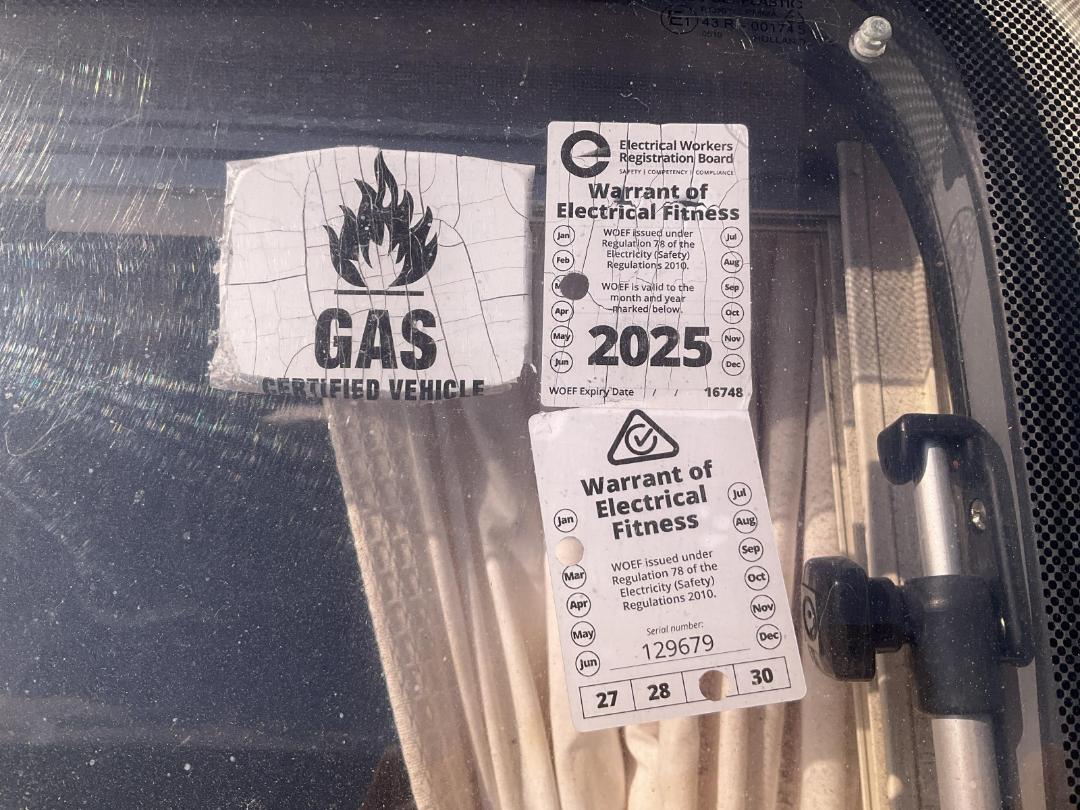 43 R - 001745
HOLLAND
GAS
CERTIFIED VEHICLE
Electrical Workers
Registration Board
SAFETY | COMPETENCY | COMPLIANCE
Warrant of
Electrical Fitness
WOEF issued under
Regulation 78 of the
Electricity (Safety)
Regulations 2010.
WOEF is valid to the
month and year
marked below.
Jan
Feb
M
Apr
May
Jun
Jul
Aug
Sep
Oct
Nov
Dec
2025
WOEF Expiry Date / / 16748
Warrant of
Electrical
Fitness
Jan
Mar
Apr
May
Jun
Jul
Aug
Sep
Oct
Nov
Dec
WOEF issued under
Regulation 78 of the
Electricity (Safety)
Regulations 2010.
Serial number:
129679
27 28 30